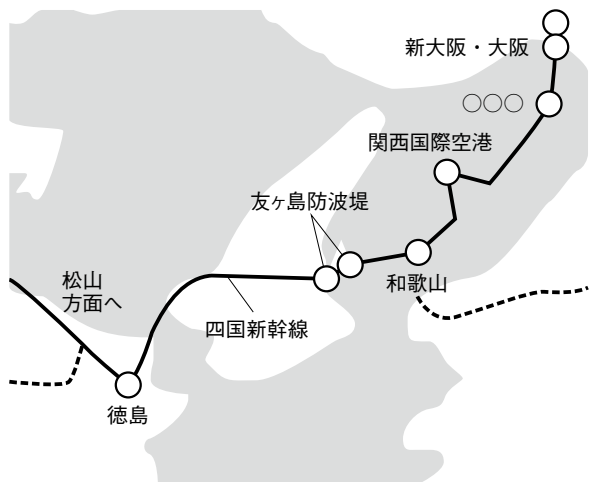 新大阪・大阪
○○○
関西国際空港
友ヶ島防波堤
和歌山
松山
方面へ
四国新幹線
徳島